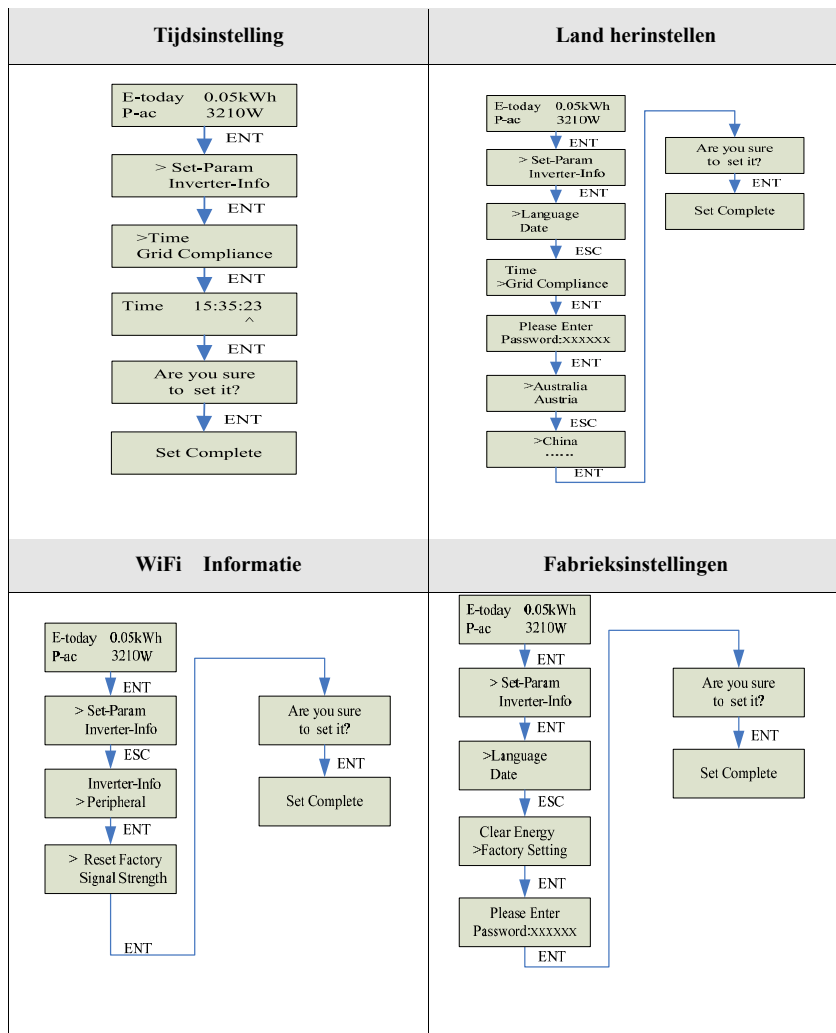 Tijdsinstelling
E-today 0.05kWh
P-ac 3210W
ENT
> Set-Param
Inverter-Info
ENT
>Time
Grid Compliance
ENT
Time 15:35:23
^
ENT
Are you sure
to set it?
ENT
Set Complete
Land herinstellen
E-today 0.05kWh
P-ac 3210W
ENT
> Set-Param
Inverter-Info
ENT
>Language
Date
ESC
Time
>Grid Compliance
ENT
Please Enter
Password:xxxxxx
ENT
>Australia
Austria
ESC
>China
......
ENT
Are you sure
to set it?
ENT
Set Complete
WiFi Informatie
E-today 0.05kWh
P-ac 3210W
ENT
> Set-Param
Inverter-Info
ESC
Inverter-Info
> Peripheral
ENT
> Reset Factory
Signal Strength
ENT
Are you sure
to set it?
ENT
Set Complete
Fabrieksinstellingen
E-today 0.05kWh
P-ac 3210W
ENT
> Set-Param
Inverter-Info
ENT
>Language
Date
ESC
Clear Energy
>Factory Setting
ENT
Please Enter
Password:xxxxxx
ENT
Are you sure
to set it?
ENT
Set Complete